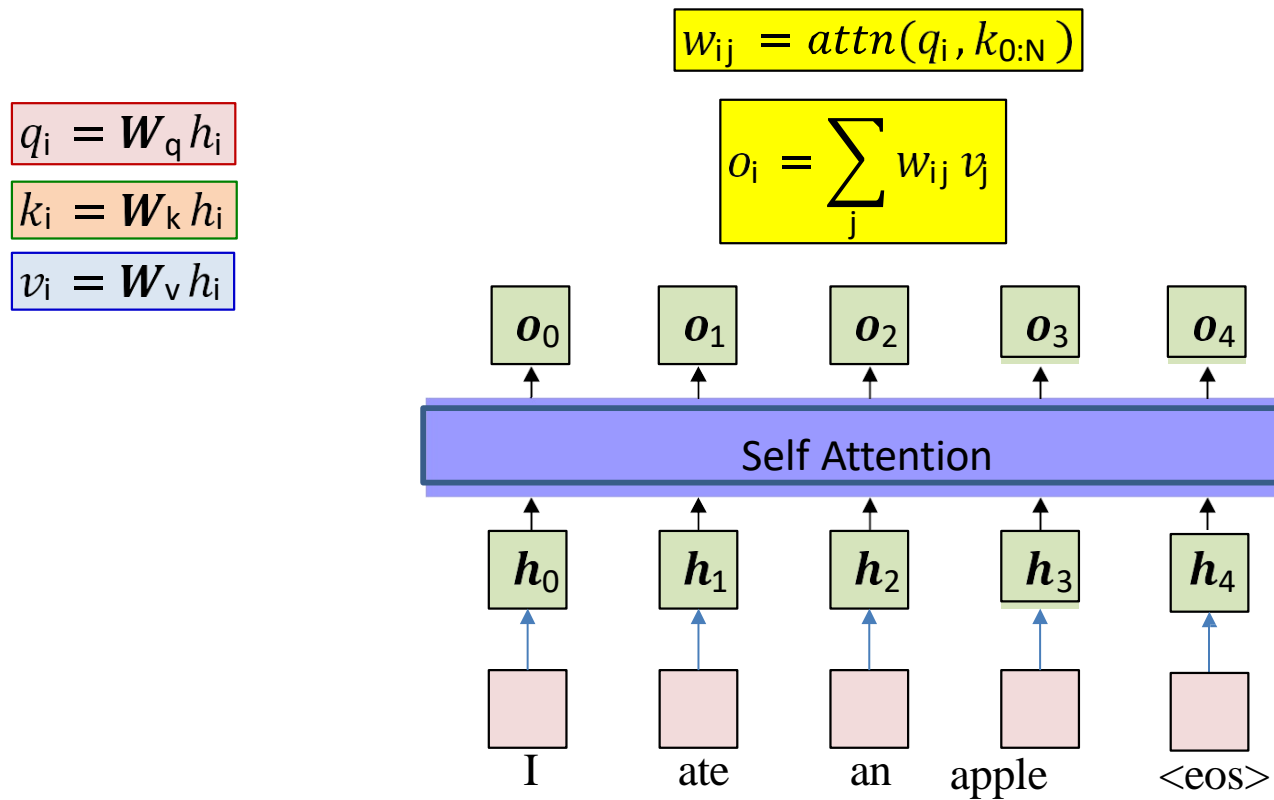 w_ij = attn(q_i, k_0:N)
q_i = W_q h_i
k_i = W_k h_i
v_i = W_v h_i
o_i = ∑_j w_ij v_j
o_0 o_1 o_2 o_3 o_4
Self Attention
h_0 h_1 h_2 h_3 h_4
I ate an apple <eos>